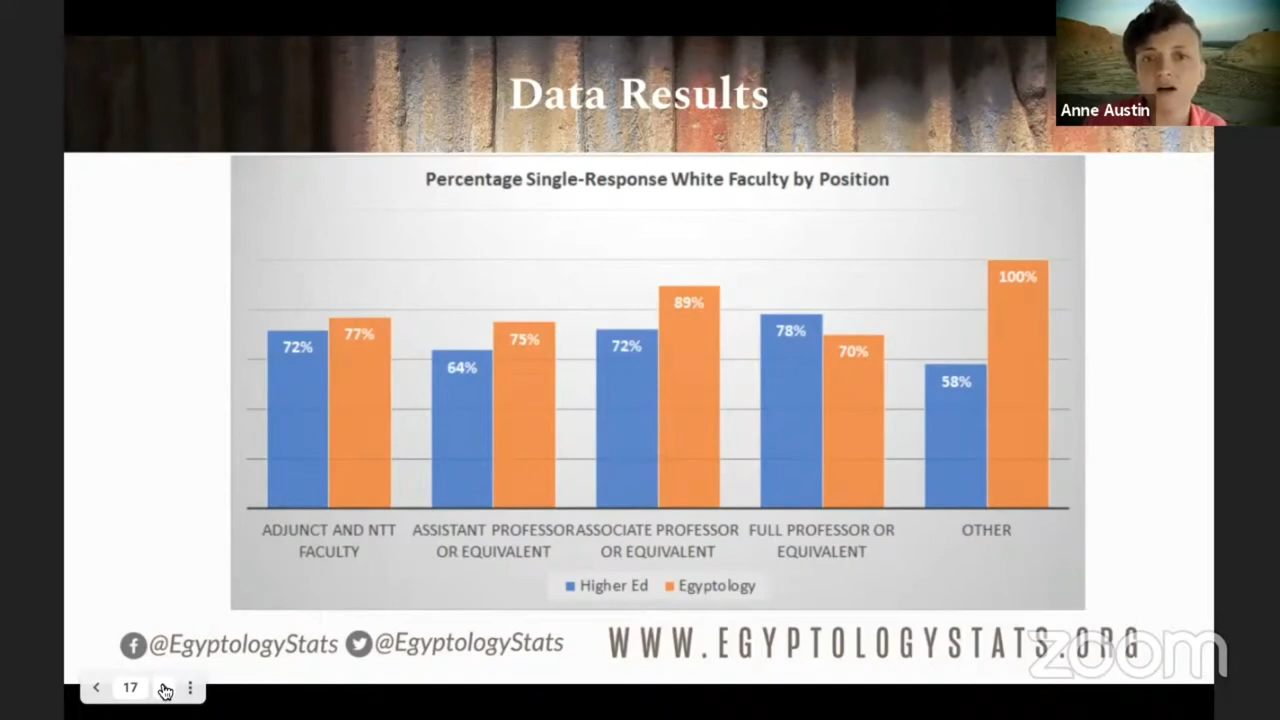 Data Results
Anne Austin
Percentage Single-Response White Faculty by Position
72%
77%
64%
75%
72%
89%
78%
70%
58%
100%
ADJUNCT AND NTT
FACULTY
ASSISTANT PROFESSOR
OR EQUIVALENT
ASSOCIATE PROFESSOR
OR EQUIVALENT
FULL PROFESSOR OR
EQUIVALENT
OTHER
Higher Ed
Egyptology
@EgyptologyStats
@EgyptologyStats
WWW.EGYPTOLOGYSTATS.ORG
zoom
17